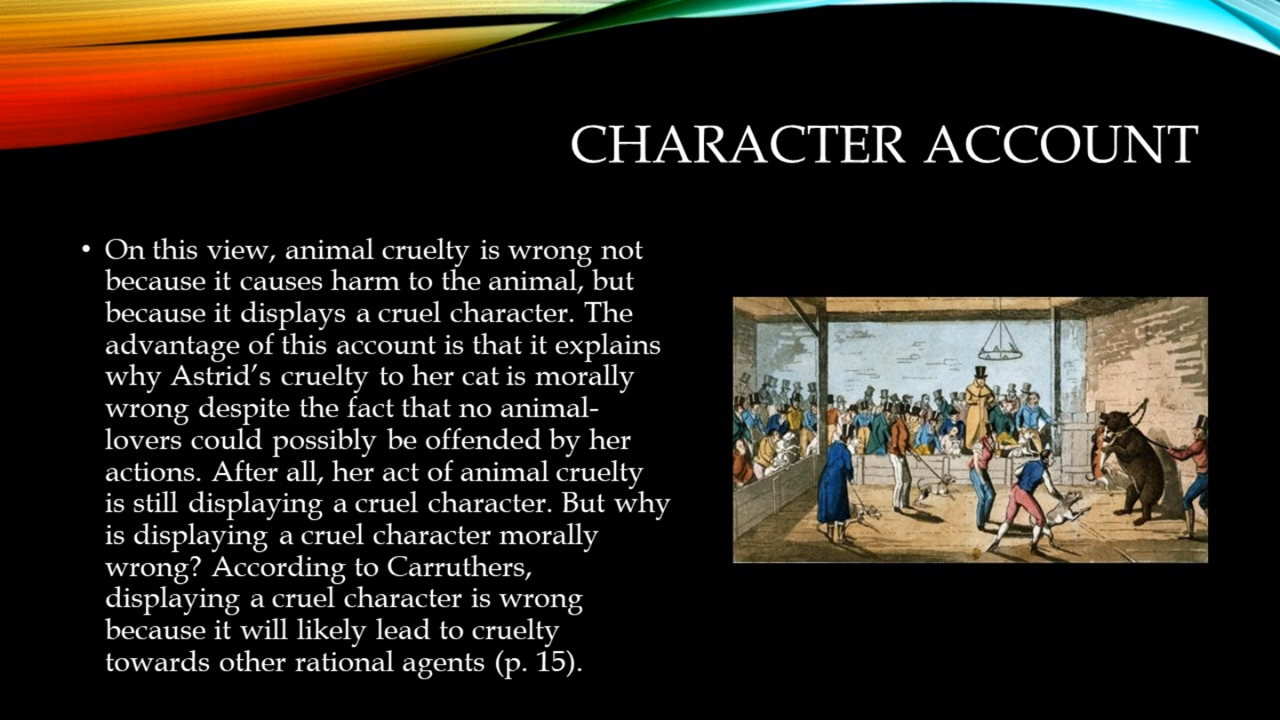 CHARACTER ACCOUNT
• On this view, animal cruelty is wrong not
because it causes harm to the animal, but
because it displays a cruel character. The
advantage of this account is that it explains
why Astrid’s cruelty to her cat is morally
wrong despite the fact that no animal-
lovers could possibly be offended by her
actions. After all, her act of animal cruelty
is still displaying a cruel character. But why
is displaying a cruel character morally
wrong? According to Carruthers,
displaying a cruel character is wrong
because it will likely lead to cruelty
towards other rational agents (p. 15).